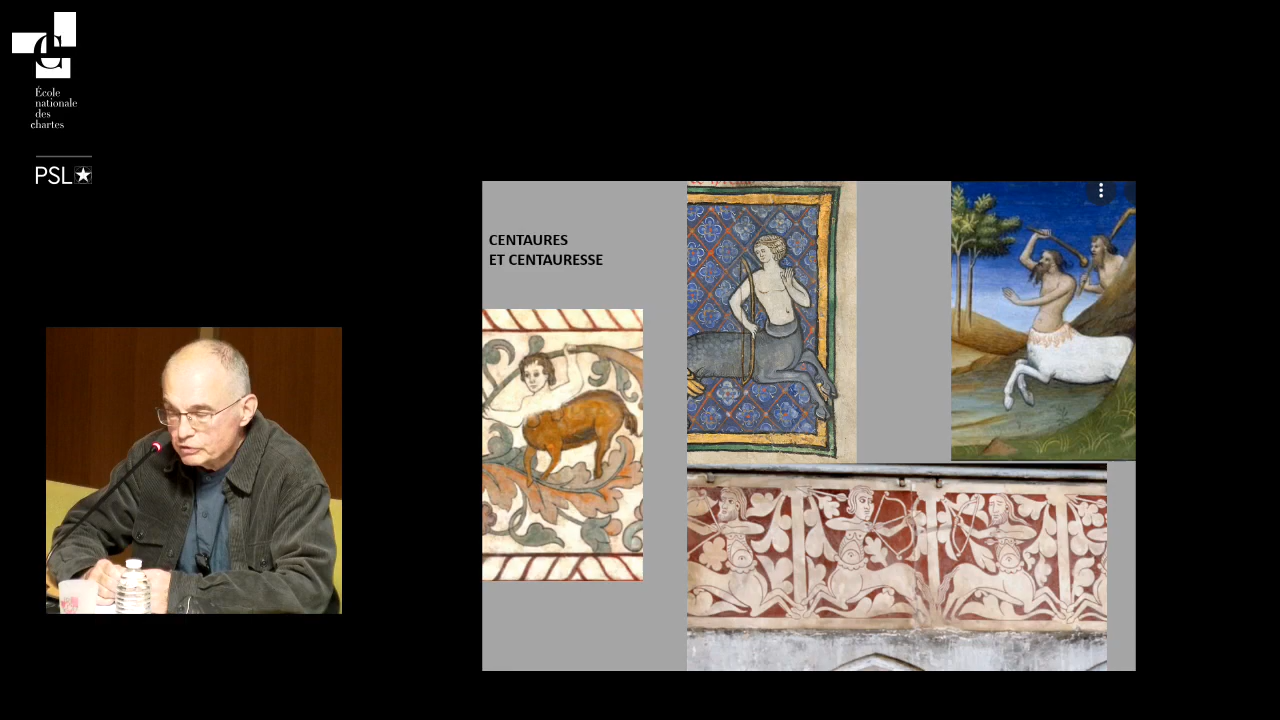 École
nationale
des
chartes
PSL
CENTAURES
ET CENTAURESSE